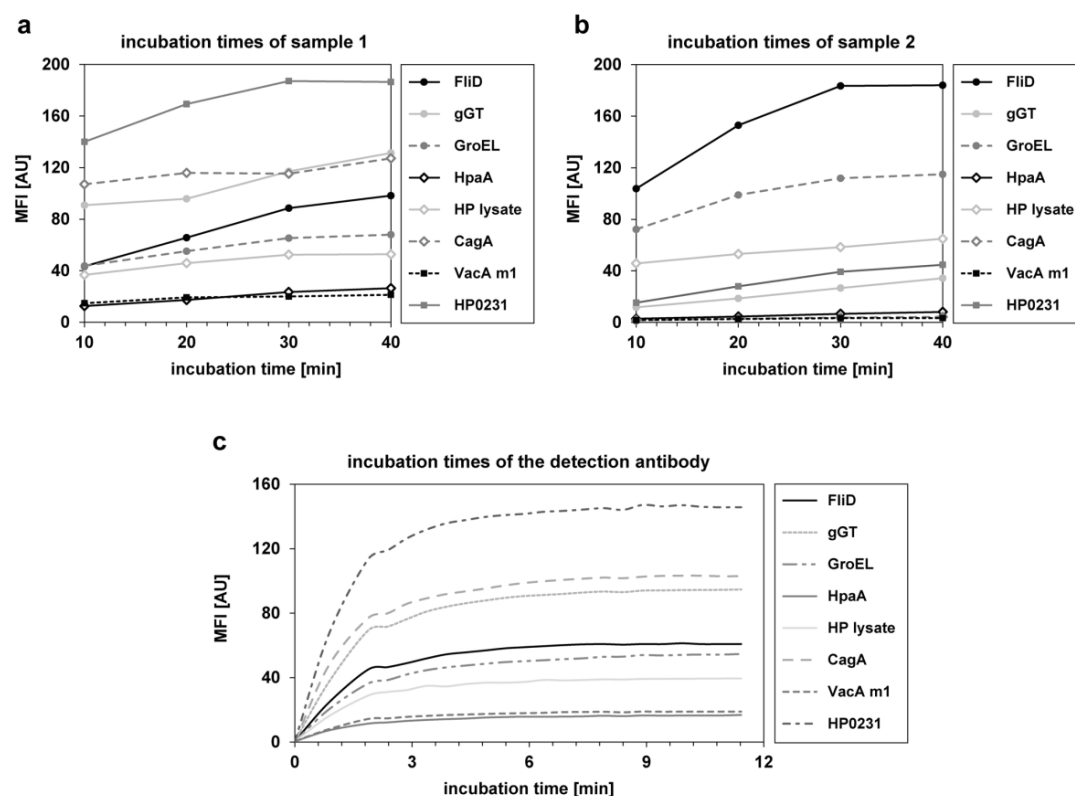 a
incubation times of sample 1
MFI [AU]
200
160
120
80
40
0
10
20
30
40
incubation time [min]
FliD
gGT
GroEL
HpaA
HP lysate
CagA
VacA m1
HP0231
b
incubation times of sample 2
MFI [AU]
200
160
120
80
40
0
10
20
30
40
incubation time [min]
FliD
gGT
GroEL
HpaA
HP lysate
CagA
VacA m1
HP0231
c
incubation times of the detection antibody
MFI [AU]
160
120
80
40
0
0
3
6
9
12
incubation time [min]
FliD
gGT
GroEL
HpaA
HP lysate
CagA
VacA m1
HP0231